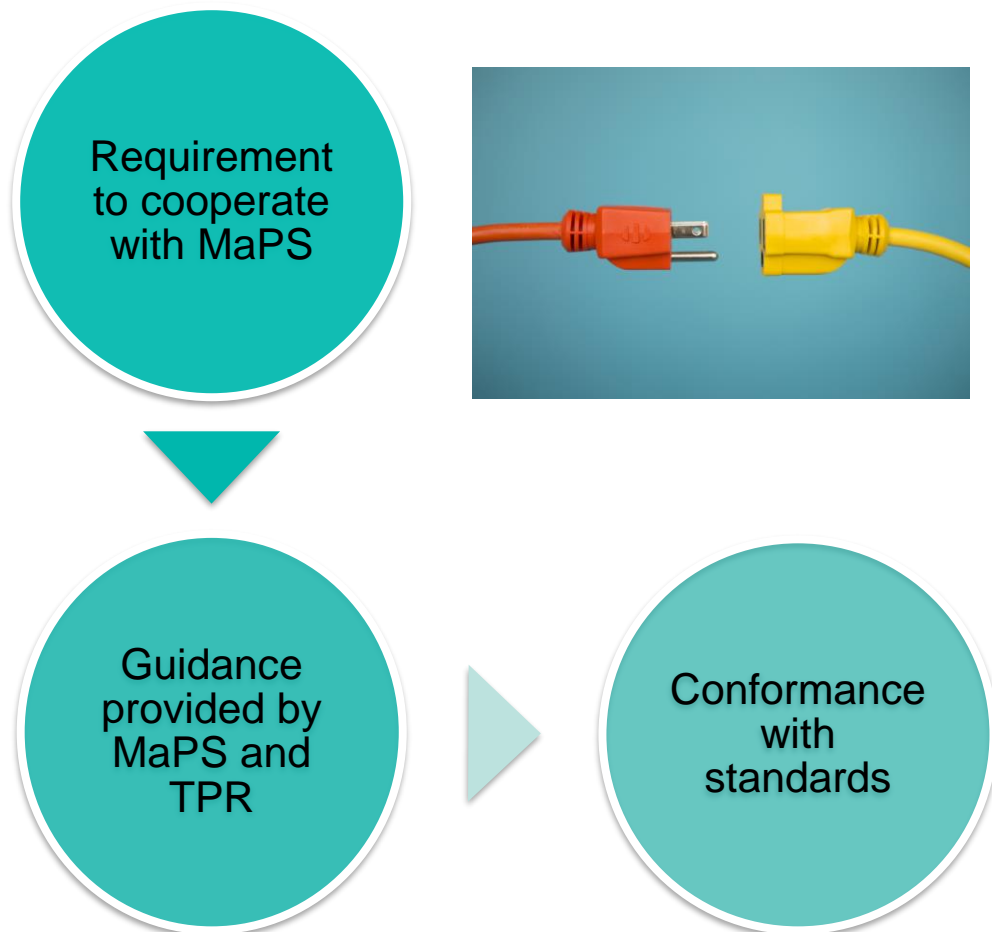 Requirement
to cooperate
with MaPS
Guidance
provided by
MaPS and
TPR
Conformance
with
standards